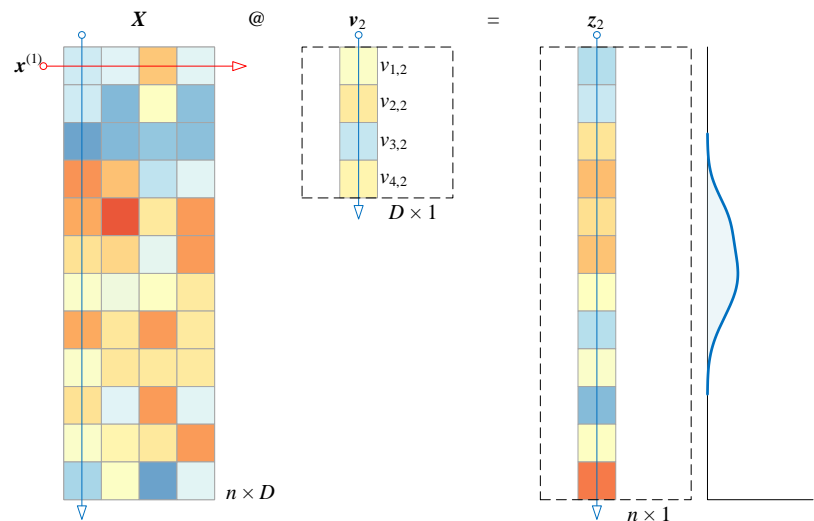 X @ v₂ = z₂
x⁽¹⁾
v₁,₂
v₂,₂
v₃,₂
v₄,₂
D × 1
n × D
n × 1